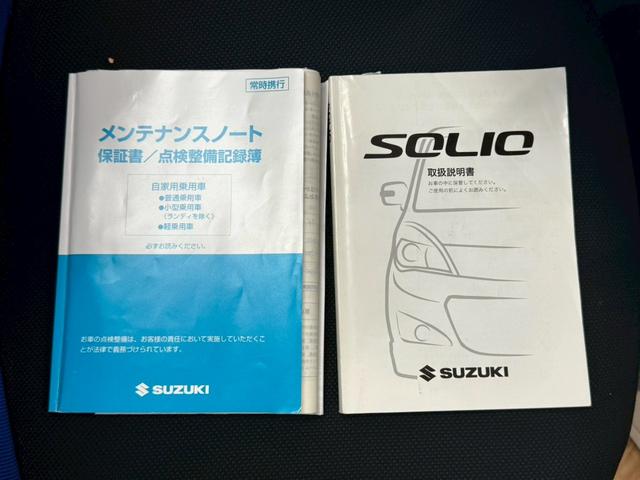 常時携行
メンテナンスノート
保証書／点検整備記録簿
自家用乗用車
●普通乗用車
●小型乗用車
（ランディを除く）
●軽乗用車
必ずお読みください。
お車の点検整備は、お客様の責任において実施していただくこ
とが法律で義務づけられています。
SUZUKI
SOLIO
取扱説明書
お車の中に保管してください。
ご使用の前によくお読みください。
SUZUKI